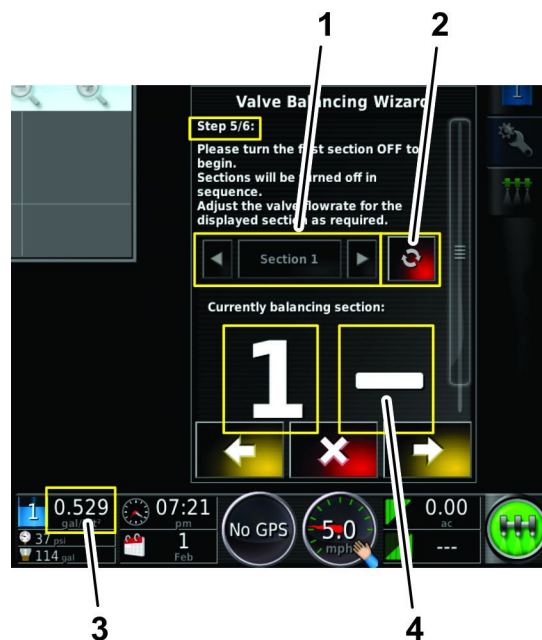 1
2
1
Valve Balancing Wizard
Step 5/6:
Please turn the first section OFF to
begin.
Sections will be turned off in
sequence.
Adjust the valve flowrate for the
displayed section as required.
Section 1
Currently balancing section:
1
1 0.529
07:21
pm
37 psi
114 gal
1
Feb
No GPS
5.0
mph
0.00
ac
---
3
4